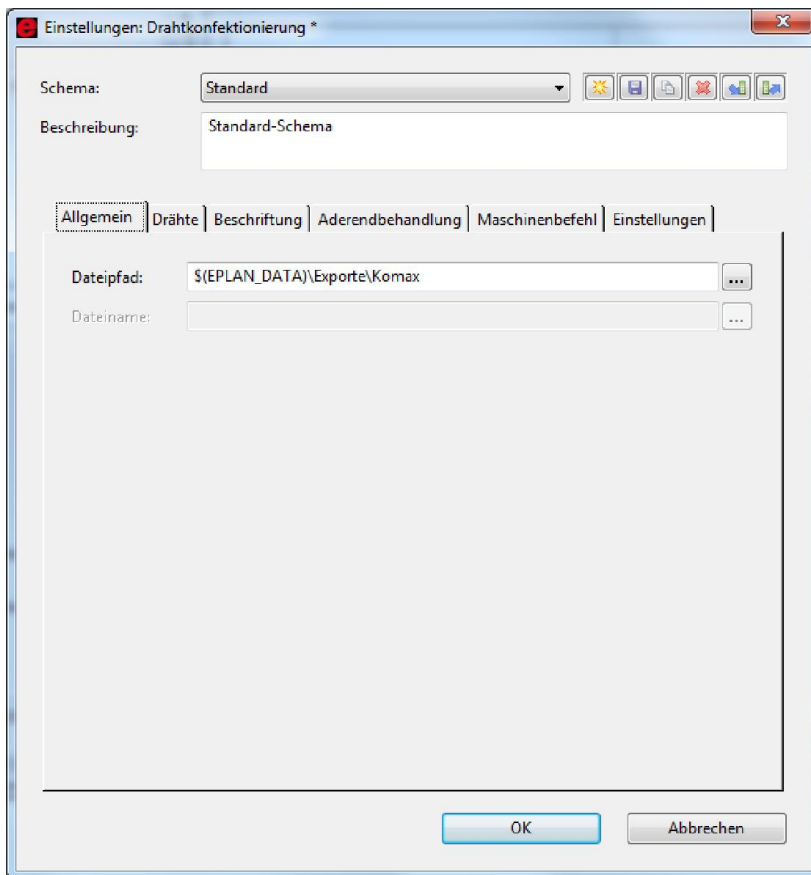 Einstellungen: Drahtkonfektionierung *
Schema: Standard
Beschreibung: Standard-Schema
Allgemein Drähte Beschriftung Aderendbehandlung Maschinenbefehl Einstellungen
Dateipfad: $(EPLAN_DATA)\Exporte\Komax ...
Dateiname: ...
OK Abbrechen